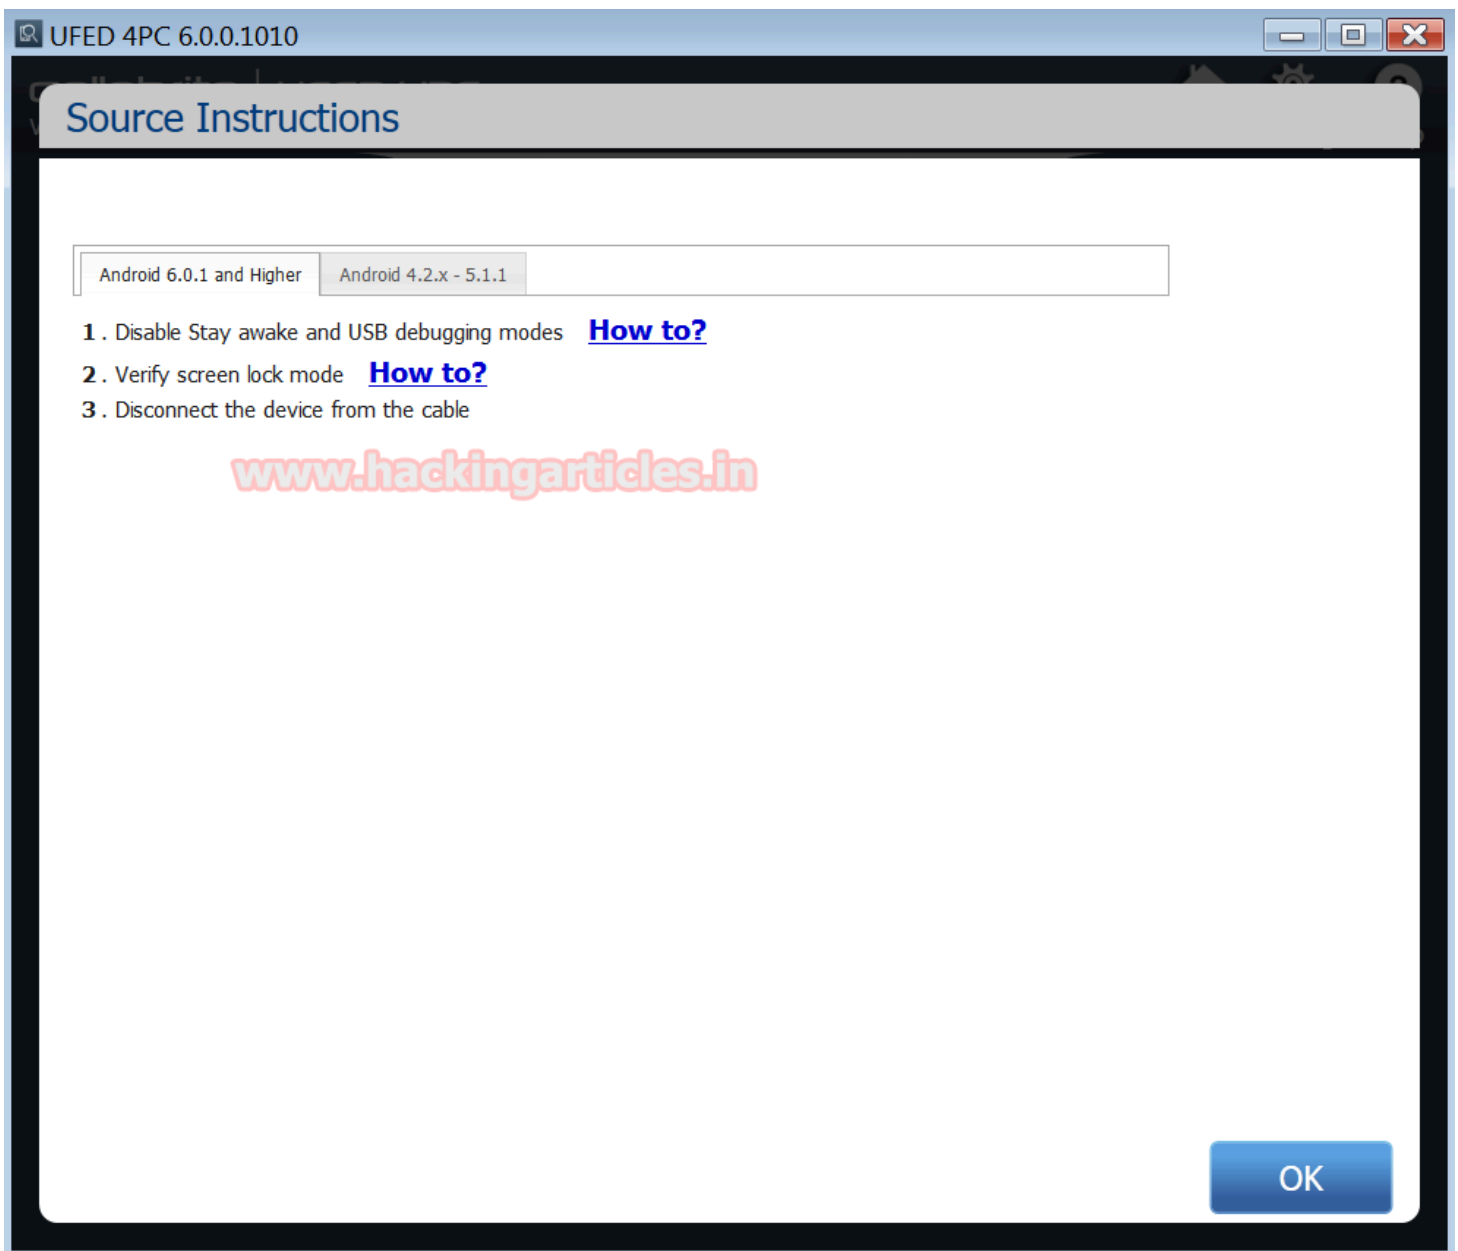 UFED 4PC 6.0.0.1010
Source Instructions
Android 6.0.1 and Higher
Android 4.2.x - 5.1.1
1. Disable Stay awake and USB debugging modes How to?
2. Verify screen lock mode How to?
3. Disconnect the device from the cable
www.hackingarticles.in
OK